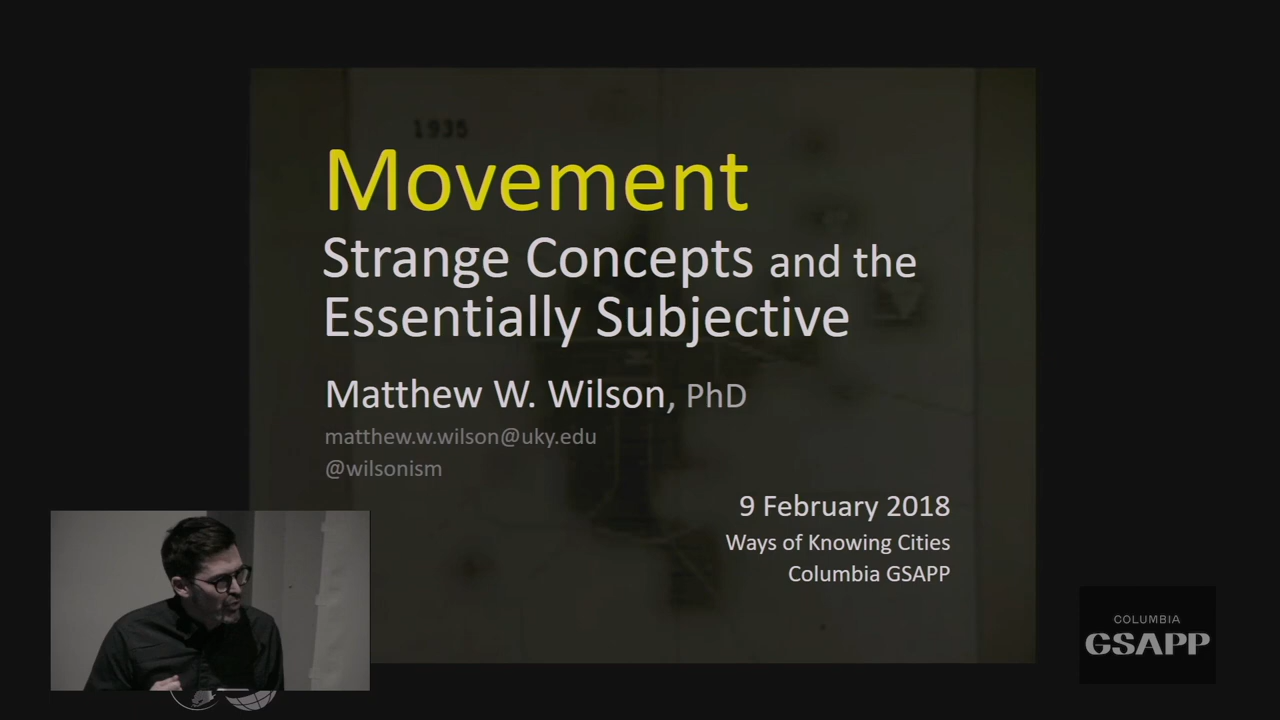 1935
Movement
Strange Concepts and the
Essentially Subjective
Matthew W. Wilson, PhD
matthew.w.wilson@uky.edu
@wilsonism
9 February 2018
Ways of Knowing Cities
Columbia GSAPP
COLUMBIA
GSAPP